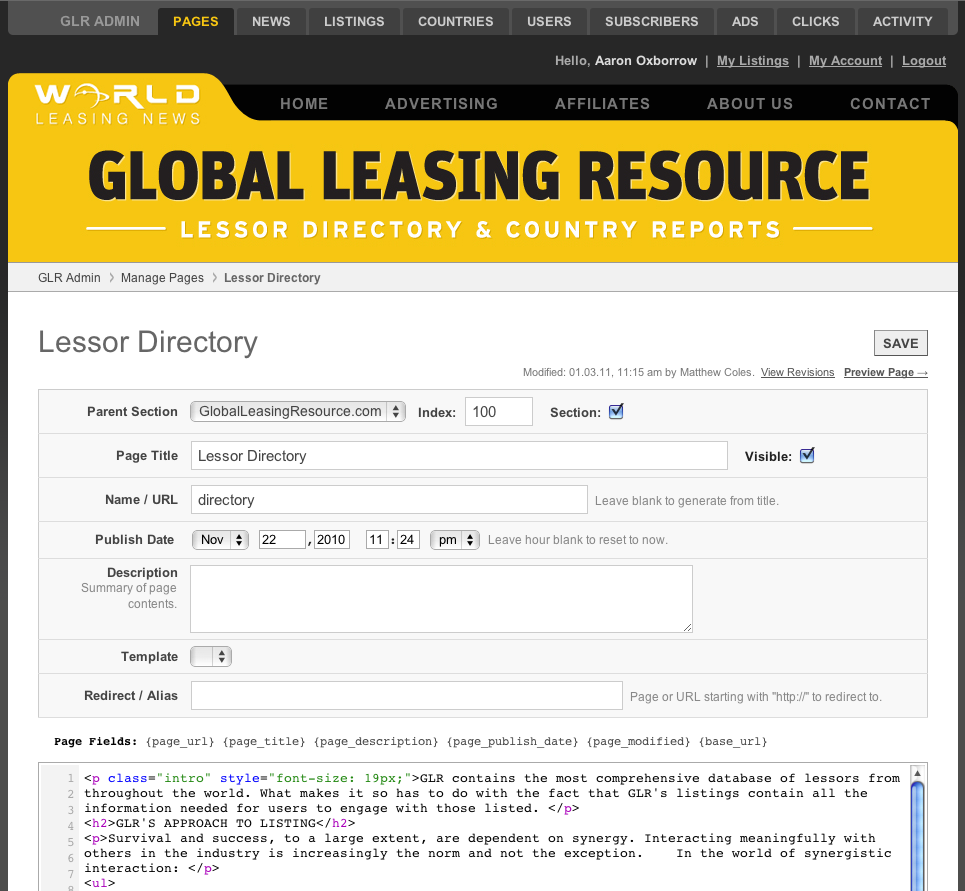 GLR ADMIN PAGES NEWS LISTINGS COUNTRIES USERS SUBSCRIBERS ADS CLICKS ACTIVITY
Hello, Aaron Oxborrow | My Listings | My Account | Logout
WORLD
LEASING NEWS
HOME ADVERTISING AFFILIATES ABOUT US CONTACT
GLOBAL LEASING RESOURCE
LESSOR DIRECTORY & COUNTRY REPORTS
GLR Admin > Manage Pages > Lessor Directory
Lessor Directory
SAVE
Modified: 01.03.11, 11:15 am by Matthew Coles. View Revisions Preview Page →
Parent Section GlobalLeasingResource.com Index: 100 Section:
Page Title Lessor Directory Visible:
Name / URL directory Leave blank to generate from title.
Publish Date Nov 22 , 2010 11 : 24 pm Leave hour blank to reset to now.
Description
Summary of page
contents.
Template
Redirect / Alias Page or URL starting with "http://" to redirect to.
Page Fields: {page_url} {page_title} {page_description} {page_publish_date} {page_modified} {base_url}
1 <p class="intro" style="font-size: 19px;">GLR contains the most comprehensive database of lessors from
2 throughout the world. What makes it so has to do with the fact that GLR's listings contain all the
3 information needed for users to engage with those listed. </p>
4 <h2>GLR'S APPROACH TO LISTING</h2>
5 <p>Survival and success, to a large extent, are dependent on synergy. Interacting meaningfully with
6 others in the industry is increasingly the norm and not the exception. In the world of synergistic
7 interaction: </p>
8 <ul>